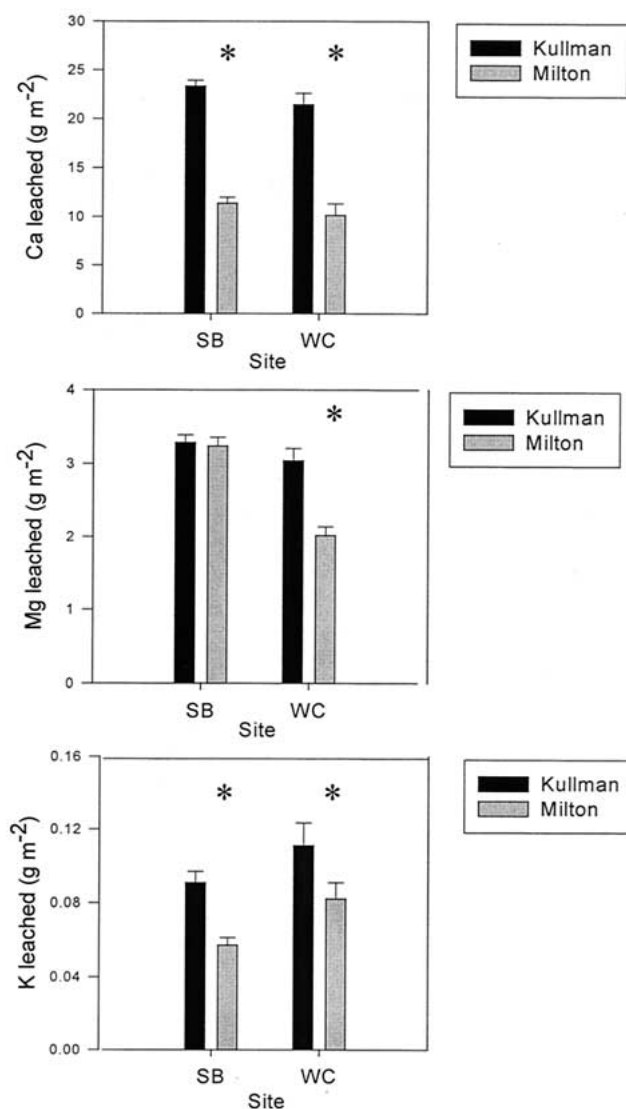 Ca leached (g m⁻²)
30
25
20
15
10
5
0
*
*
SB
WC
Site
Kullman
Milton
Mg leached (g m⁻²)
4
3
2
1
0
*
SB
WC
Site
Kullman
Milton
K leached (g m⁻²)
0.16
0.12
0.08
0.04
0.00
*
*
SB
WC
Site
Kullman
Milton